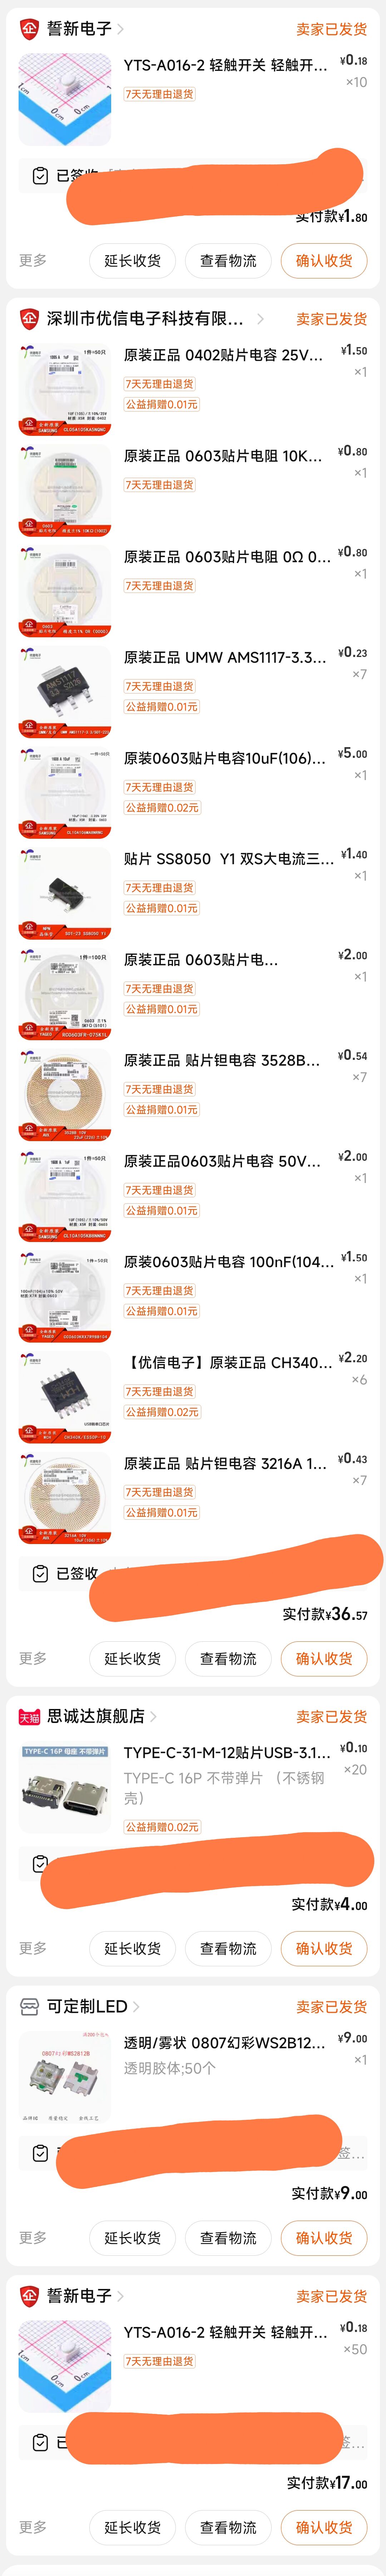 誓新电子
卖家已发货
YTS-A016-2 轻触开关 轻触开...
¥0.18
×10
7天无理由退货
实付款¥1.80
更多
延长收货
查看物流
确认收货
深圳市优信电子科技有限...
卖家已发货
原装正品 0402贴片电容 25V...
¥1.50
×1
7天无理由退货
公益捐赠0.01元
原装正品 0603贴片电阻 10K...
¥0.80
×1
7天无理由退货
原装正品 0603贴片电阻 0Ω 0...
¥0.80
×1
7天无理由退货
原装正品 UMW AMS1117-3.3...
¥0.23
×7
7天无理由退货
公益捐赠0.01元
原装0603贴片电容10uF(106)...
¥5.00
×1
7天无理由退货
公益捐赠0.02元
贴片 SS8050 Y1 双S大电流三...
¥1.40
×1
7天无理由退货
公益捐赠0.01元
1件=100片
原装正品 0603贴片电...
¥2.00
×1
7天无理由退货
公益捐赠0.01元
原装正品 贴片钽电容 3528B...
¥0.54
×7
7天无理由退货
公益捐赠0.01元
原装正品0603贴片电容 50V...
¥2.00
×1
7天无理由退货
公益捐赠0.01元
原装0603贴片电容 100nF(104...
¥1.50
×1
7天无理由退货
公益捐赠0.01元
【优信电子】原装正品 CH340...
¥2.20
×6
7天无理由退货
公益捐赠0.02元
原装正品 贴片钽电容 3216A 1...
¥0.43
×7
7天无理由退货
公益捐赠0.01元
已签收
实付款¥36.57
更多
延长收货
查看物流
确认收货
天猫
思诚达旗舰店
卖家已发货
TYPE-C 16P 母座 不带弹片
TYPE-C-31-M-12贴片USB-3.1...
¥0.10
×20
TYPE-C 16P 不带弹片 （不锈钢
壳）
公益捐赠0.02元
实付款¥4.00
更多
延长收货
查看物流
确认收货
可定制LED
卖家已发货
0807幻彩WS2812B
透明/雾状 0807幻彩WS2B12...
¥9.00
×1
透明胶体;50个
签...
实付款¥9.00
更多
延长收货
查看物流
确认收货
誓新电子
卖家已发货
YTS-A016-2 轻触开关 轻触开...
¥0.18
×50
7天无理由退货
签...
实付款¥17.00
更多
延长收货
查看物流
确认收货